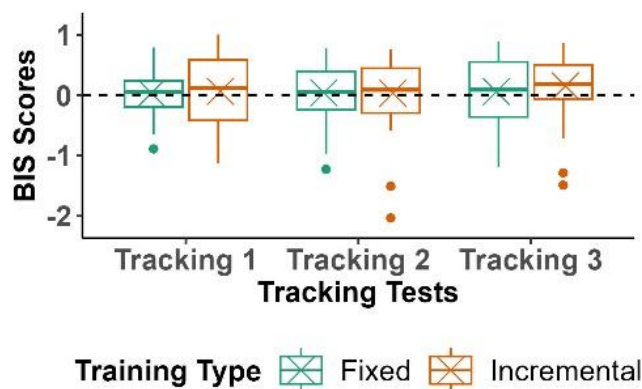 BIS Scores
1
0
-1
-2
Tracking 1 Tracking 2 Tracking 3
Tracking Tests
Training Type Fixed Incremental